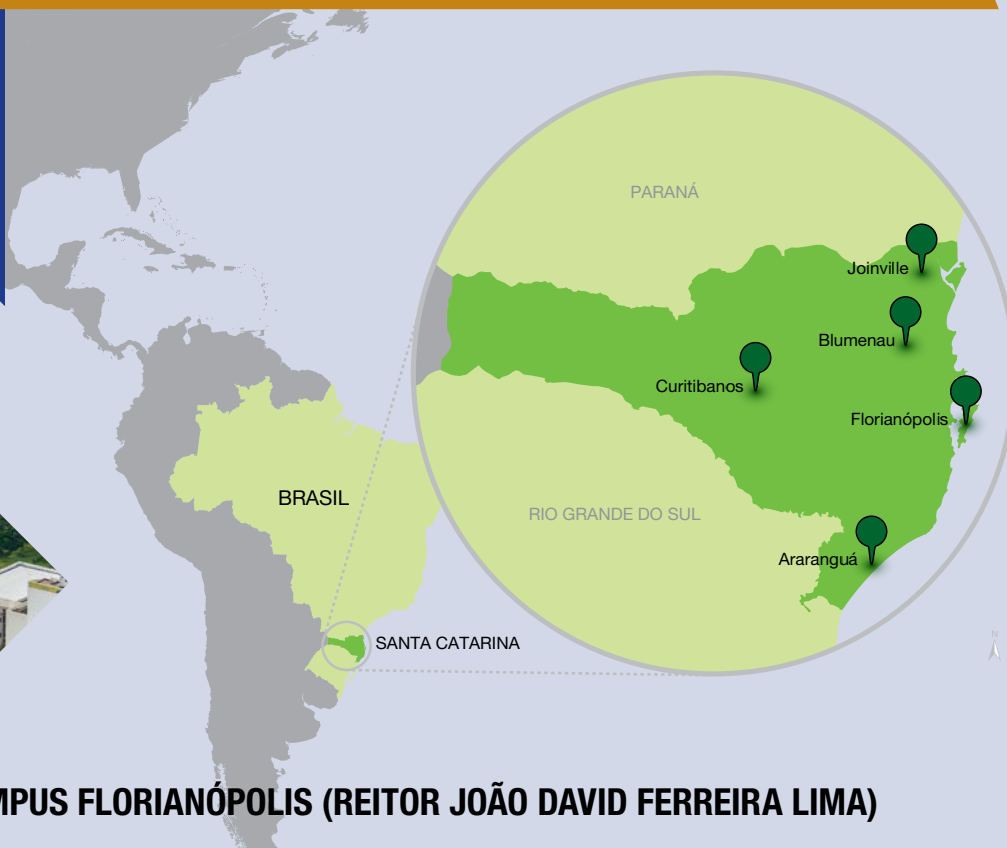 PARANÁ
Joinville
Blumenau
Curitibanos
Florianópolis
BRASIL
RIO GRANDE DO SUL
Araranguá
SANTA CATARINA
N
MPUS FLORIANÓPOLIS (REITOR JOÃO DAVID FERREIRA LIMA)